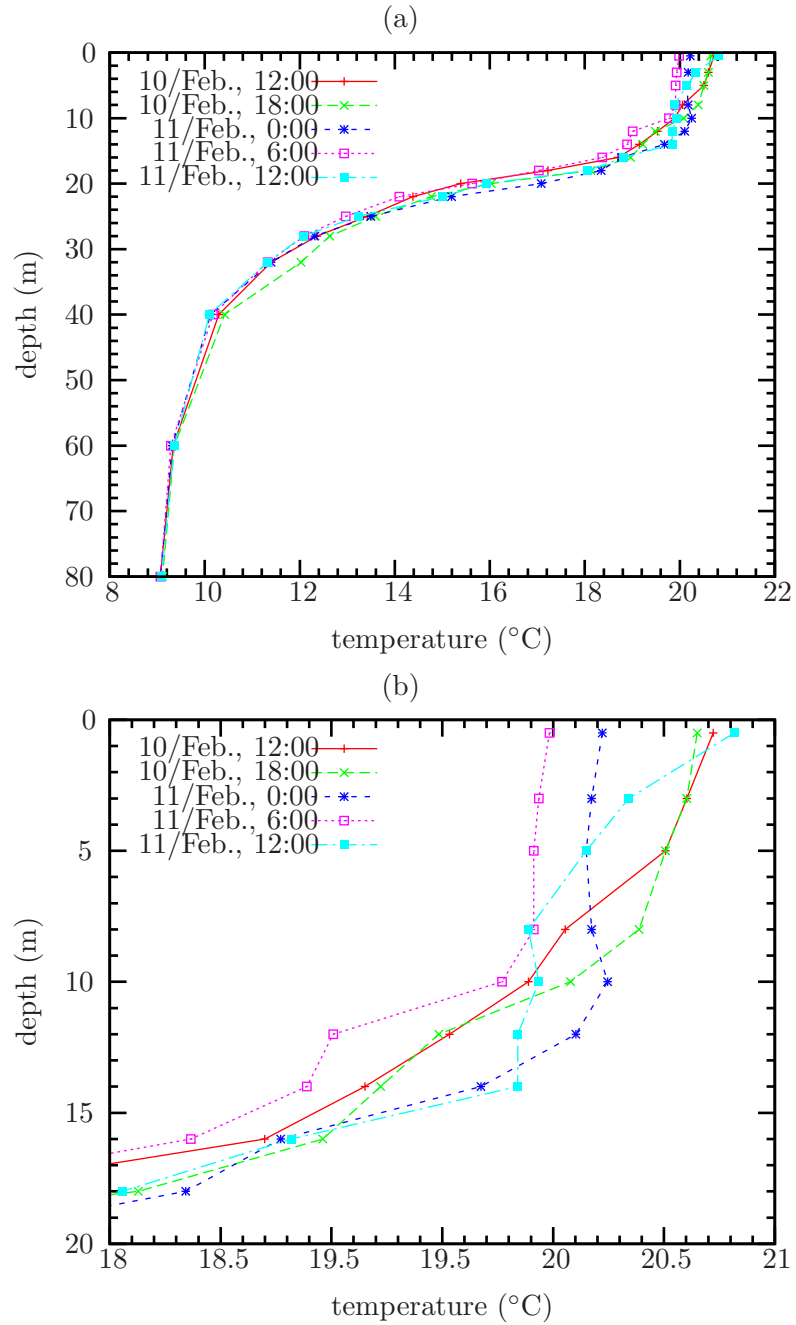 (a)
0
10
20
30
40
50
60
70
80
depth (m)
10/Feb., 12:00
10/Feb., 18:00
11/Feb., 0:00
11/Feb., 6:00
11/Feb., 12:00
8 10 12 14 16 18 20 22
temperature (°C)
(b)
0
5
10
15
20
depth (m)
10/Feb., 12:00
10/Feb., 18:00
11/Feb., 0:00
11/Feb., 6:00
11/Feb., 12:00
18 18.5 19.5 19.5 20 20.5 21
temperature (°C)